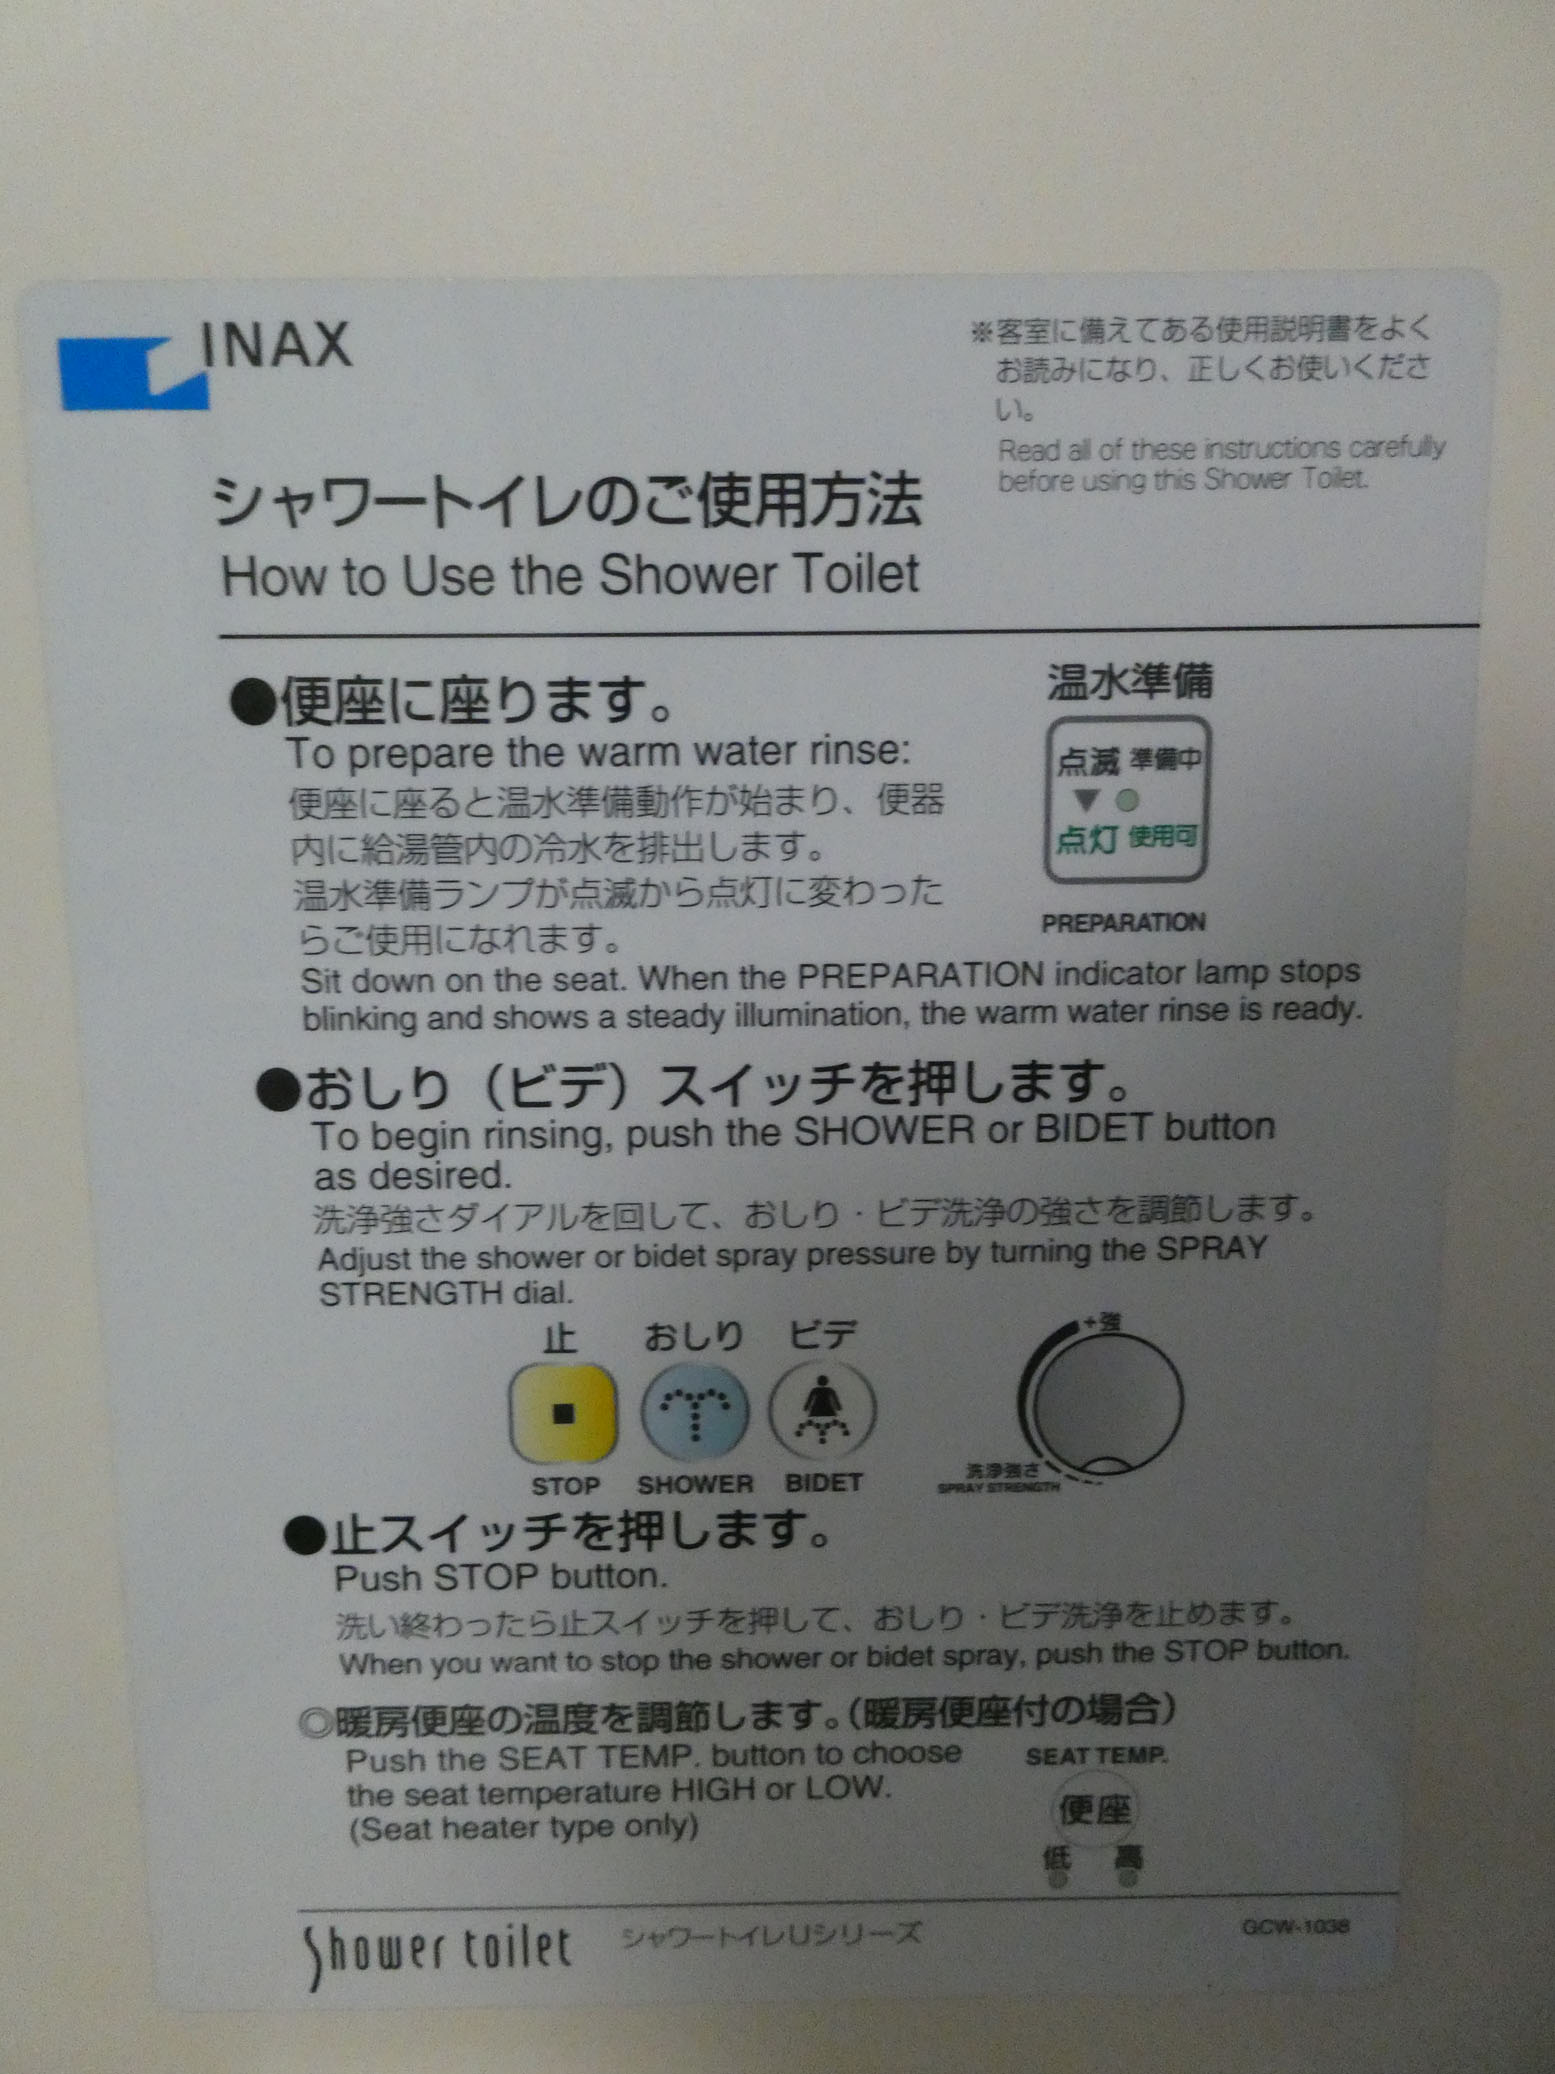 INAX
※客室に備えてある使用説明書をよく
お読みになり、正しくお使いくださ
い。
Read all of these instructions carefully
before using this Shower Toilet.
シャワートイレのご使用方法
How to Use the Shower Toilet
●便座に座ります。
To prepare the warm water rinse:
便座に座ると温水準備動作が始まり、便器
内に給湯管内の冷水を排出します。
温水準備ランプが点滅から点灯に変わった
らご使用になれます。
温水準備
点滅 準備中
▼
点灯 使用可
PREPARATION
Sit down on the seat. When the PREPARATION indicator lamp stops
blinking and shows a steady illumination, the warm water rinse is ready.
●おしり（ビデ）スイッチを押します。
To begin rinsing, push the SHOWER or BIDET button
as desired.
洗浄強さダイアルを回して、おしり・ビデ洗浄の強さを調節します。
Adjust the shower or bidet spray pressure by turning the SPRAY
STRENGTH dial.
止 おしり ビデ
STOP SHOWER BIDET
+強
洗浄強さ
SPRAY STRENGTH
●止スイッチを押します。
Push STOP button.
洗い終わったら止スイッチを押して、おしり・ビデ洗浄を止めます。
When you want to stop the shower or bidet spray, push the STOP button.
◎暖房便座の温度を調節します。（暖房便座付の場合）
Push the SEAT TEMP. button to choose
the seat temperature HIGH or LOW.
(Seat heater type only)
SEAT TEMP.
便座
低 高
Shower toilet シャワートイレUシリーズ GCW-1038